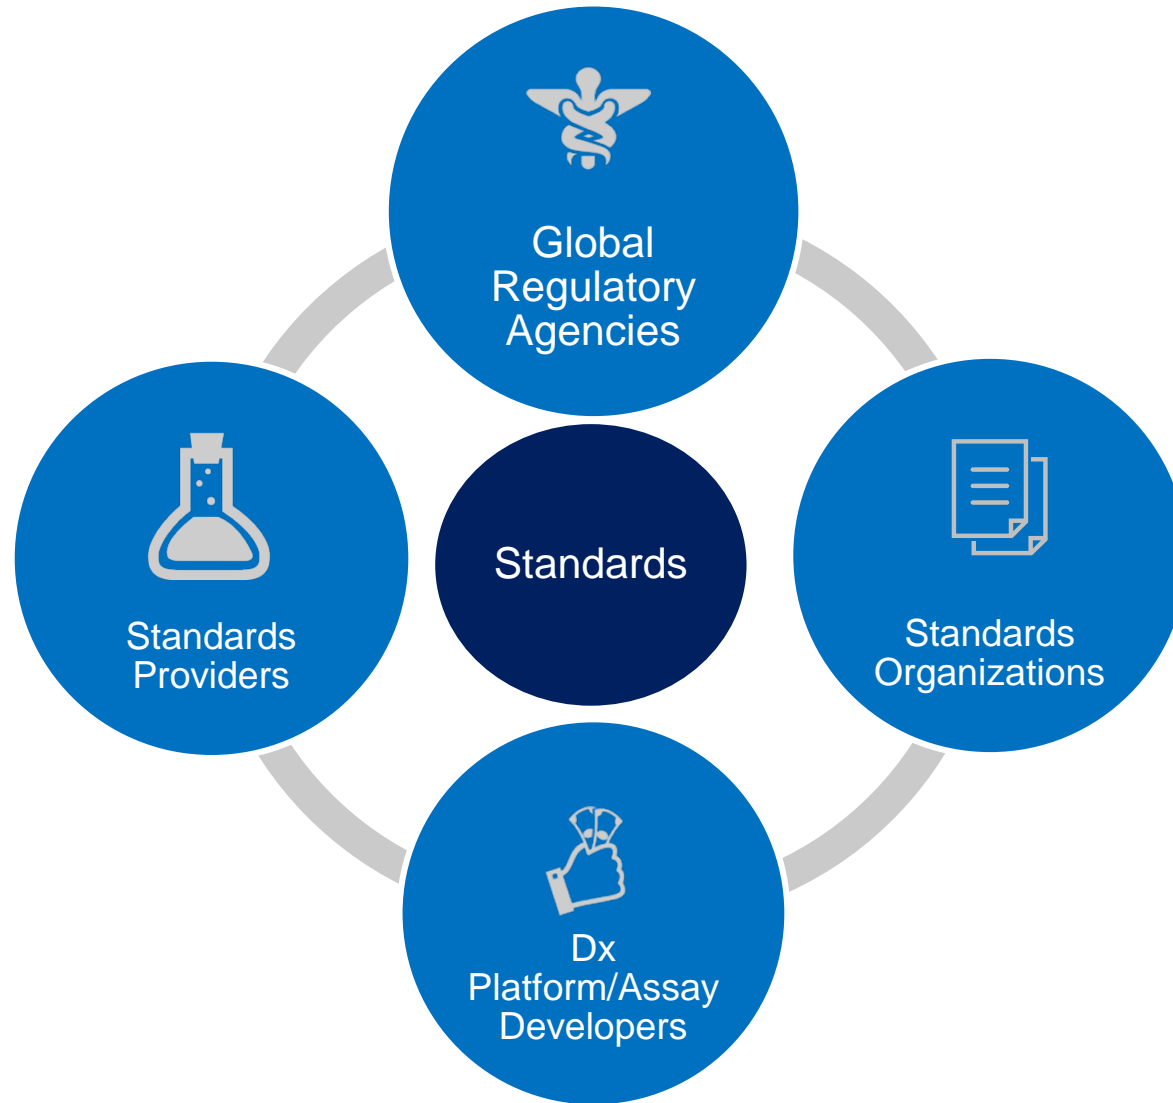 Global
Regulatory
Agencies
Standards
Providers
Standards
Standards
Organizations
Dx
Platform/Assay
Developers